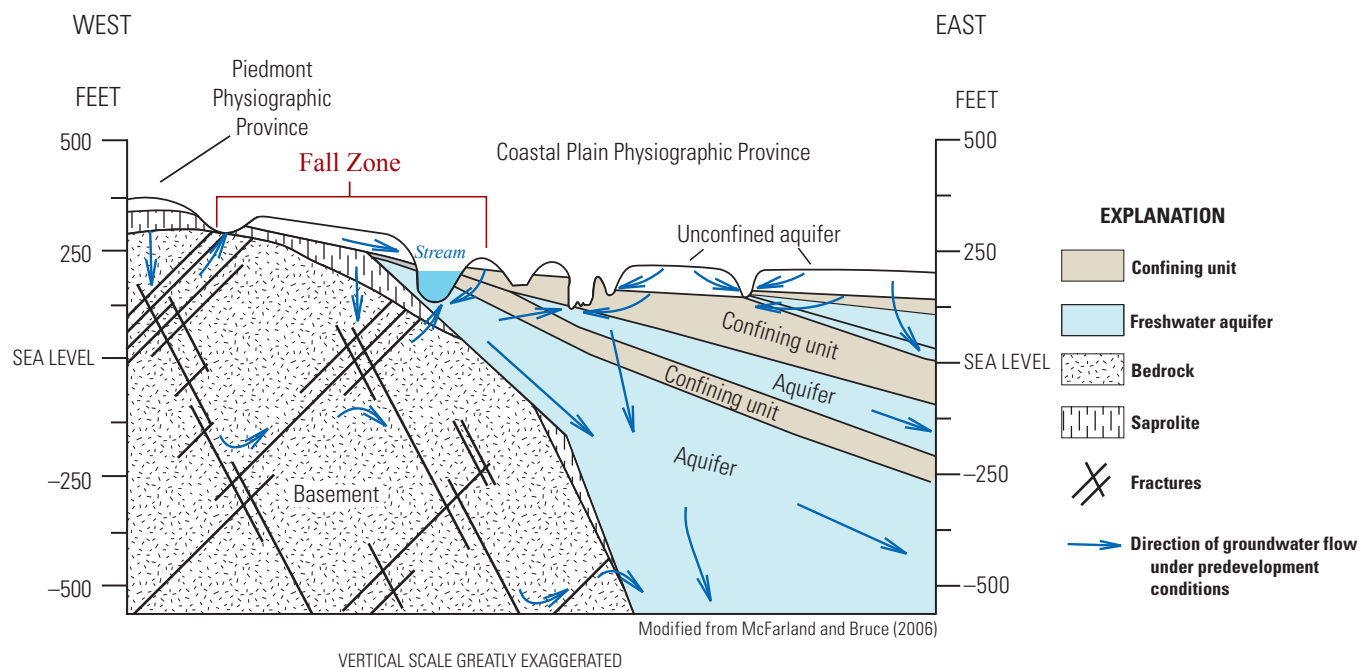 WEST
EAST
Piedmont
Physiographic
Province
FEET
FEET
500
250
SEA LEVEL
–250
–500
Fall Zone
Coastal Plain Physiographic Province
Stream
Unconfined aquifer
Confining unit
Aquifer
Confining unit
Aquifer
Basement
500
250
SEA LEVEL
–250
–500
EXPLANATION
Confining unit
Freshwater aquifer
Bedrock
Saprolite
Fractures
Direction of groundwater flow
under predevelopment
conditions
Modified from McFarland and Bruce (2006)
VERTICAL SCALE GREATLY EXAGGERATED